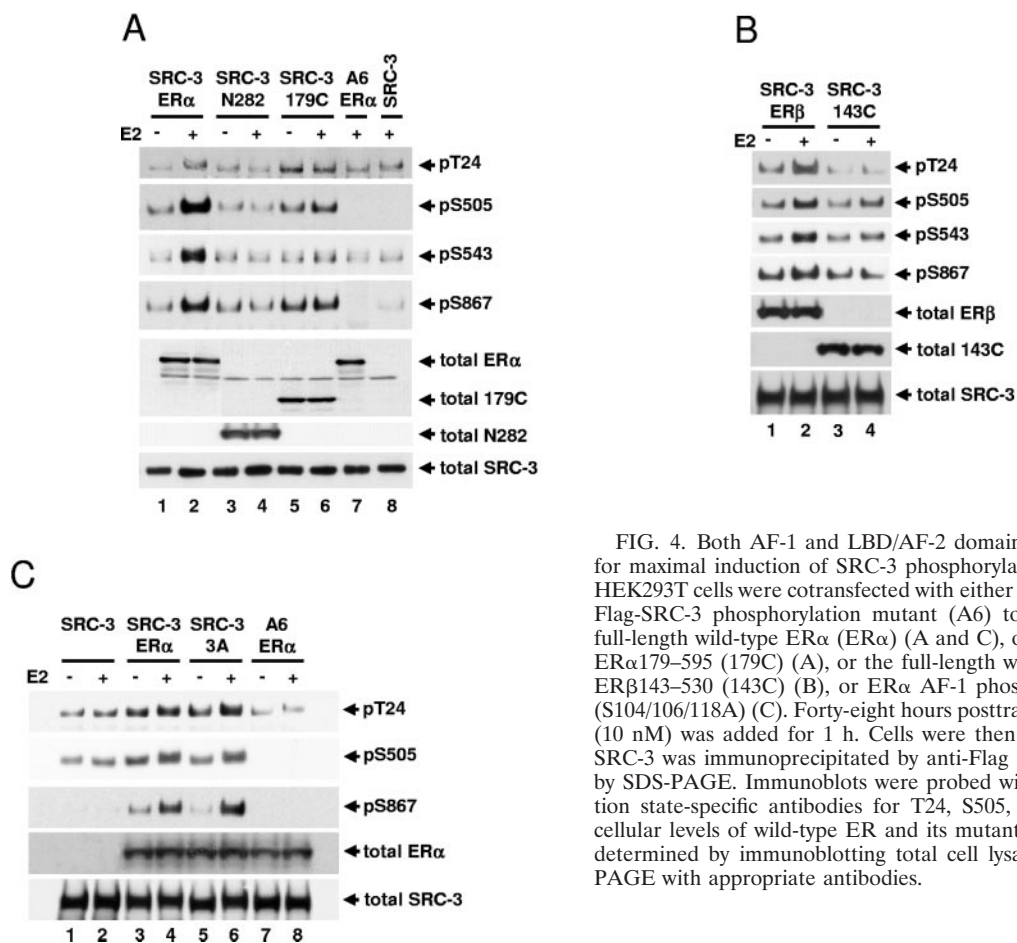 A
SRC-3 SRC-3 SRC-3 A6 SRC-3
ERα N282 179C ERα
E2 - + - + - + + +
pT24
pS505
pS543
pS867
total ERα
total 179C
total N282
total SRC-3
1 2 3 4 5 6 7 8
B
SRC-3 SRC-3
ERβ 143C
E2 - + - +
pT24
pS505
pS543
pS867
total ERβ
total 143C
total SRC-3
1 2 3 4
C
SRC-3 SRC-3 SRC-3 A6
ERα 3A ERα
E2 - + - + - + - +
pT24
pS505
pS867
total ERα
total SRC-3
1 2 3 4 5 6 7 8
FIG. 4. Both AF-1 and LBD/AF-2 domain
for maximal induction of SRC-3 phosphoryla
HEK293T cells were cotransfected with either
Flag-SRC-3 phosphorylation mutant (A6) to
full-length wild-type ERα (ERα) (A and C), o
ERα179–595 (179C) (A), or the full-length w
ERβ143–530 (143C) (B), or ERα AF-1 phos
(S104/106/118A) (C). Forty-eight hours posttra
(10 nM) was added for 1 h. Cells were then
SRC-3 was immunoprecipitated by anti-Flag
by SDS-PAGE. Immunoblots were probed wi
tion state-specific antibodies for T24, S505,
cellular levels of wild-type ER and its mutant
determined by immunoblotting total cell lysa
PAGE with appropriate antibodies.